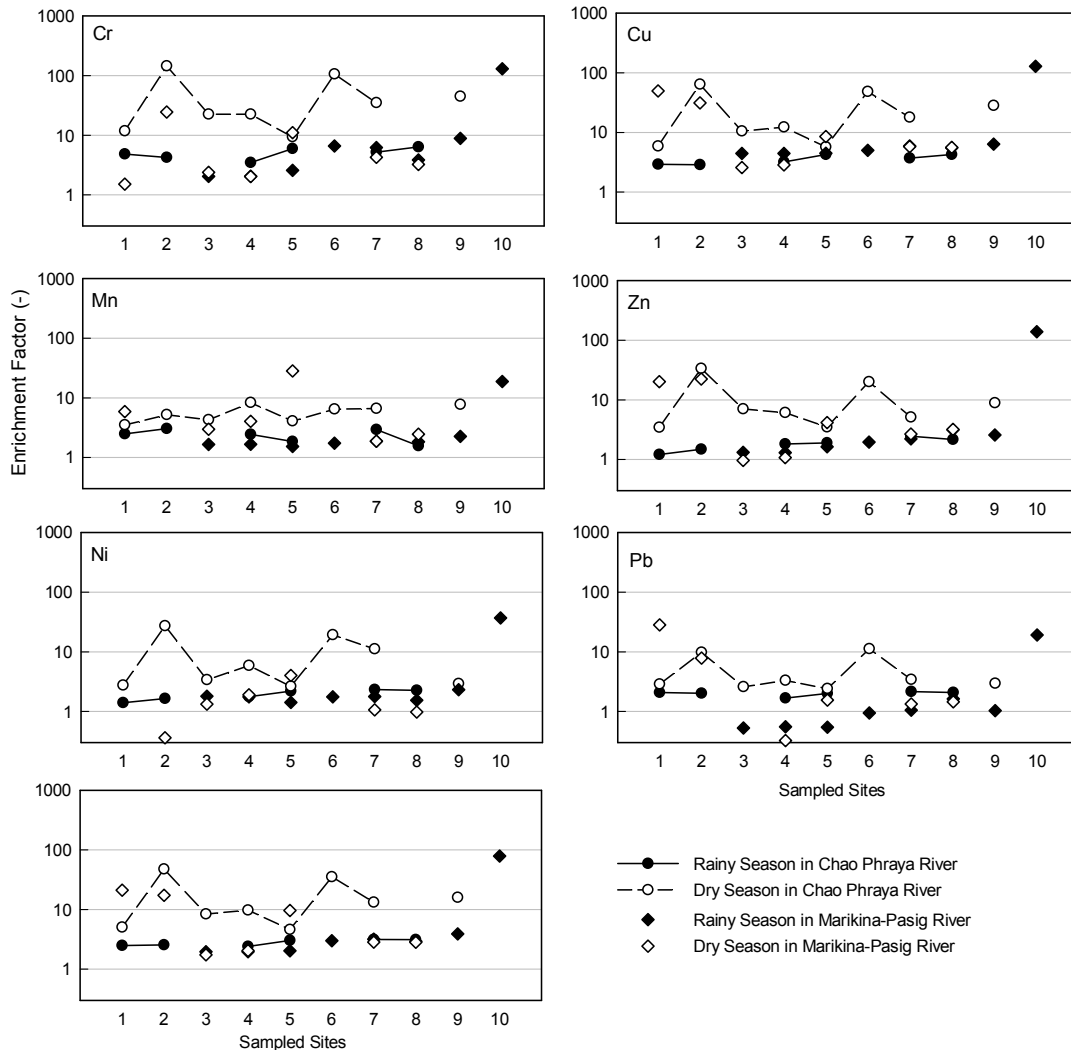 1000
100
10
1
Cr
1 2 3 4 5 6 7 8 9 10
1000
100
10
1
Cu
1 2 3 4 5 6 7 8 9 10
Enrichment Factor (-)
1000
100
10
1
Mn
1 2 3 4 5 6 7 8 9 10
1000
100
10
1
Zn
1 2 3 4 5 6 7 8 9 10
1000
100
10
1
Ni
1 2 3 4 5 6 7 8 9 10
1000
100
10
1
Pb
1 2 3 4 5 6 7 8 9 10
Sampled Sites
1000
100
10
1
1 2 3 4 5 6 7 8 9 10
Sampled Sites
Rainy Season in Chao Phraya River
Dry Season in Chao Phraya River
Rainy Season in Marikina-Pasig River
Dry Season in Marikina-Pasig River